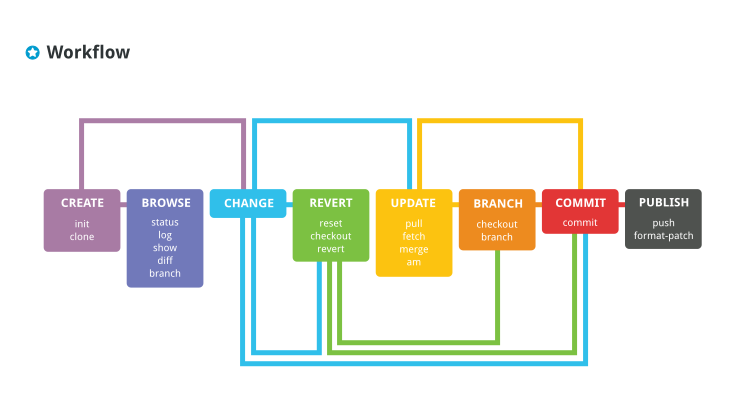 Workflow
CREATE
init
clone
BROWSE
status
log
show
diff
branch
CHANGE
REVERT
reset
checkout
revert
UPDATE
pull
fetch
merge
am
BRANCH
checkout
branch
COMMIT
commit
PUBLISH
push
format-patch